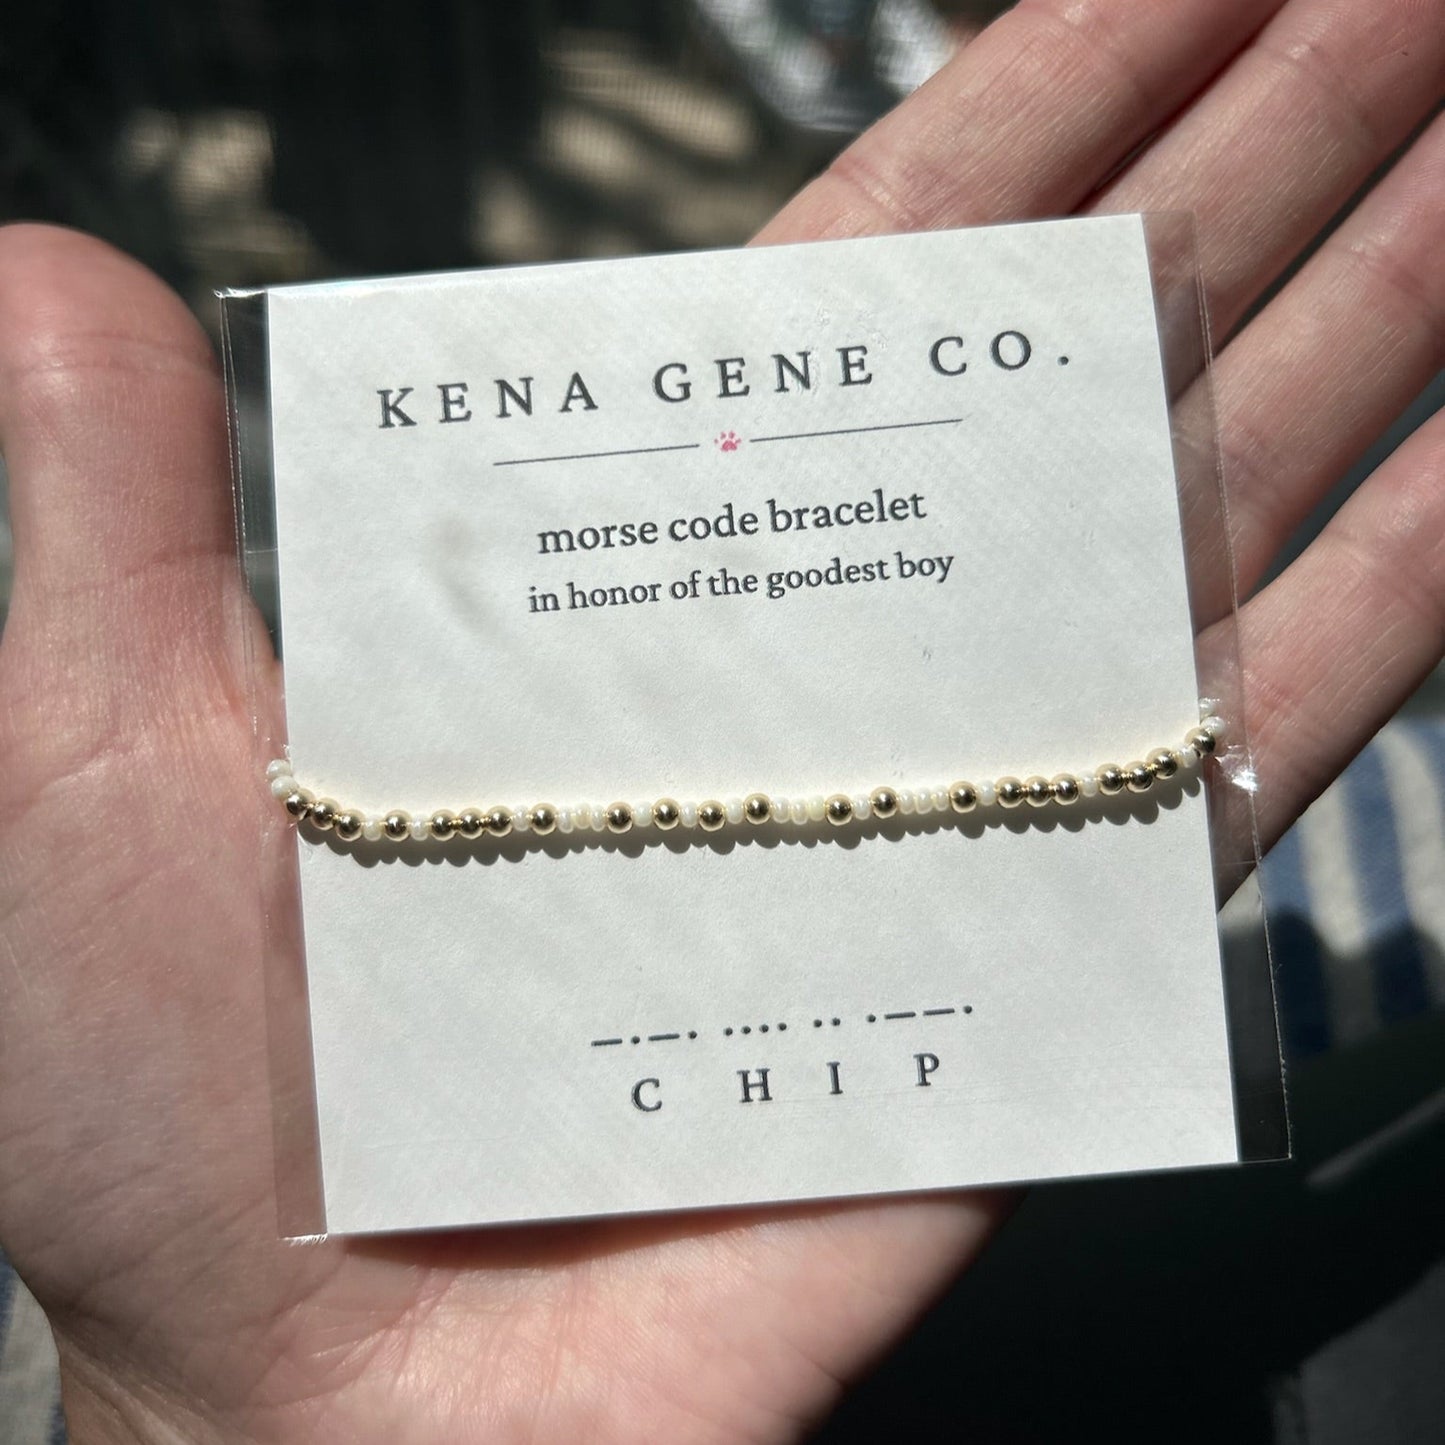 KENA GENE CO.
morse code bracelet
in honor of the goodest boy
—·—· ···· ·· ·——·
C H I P